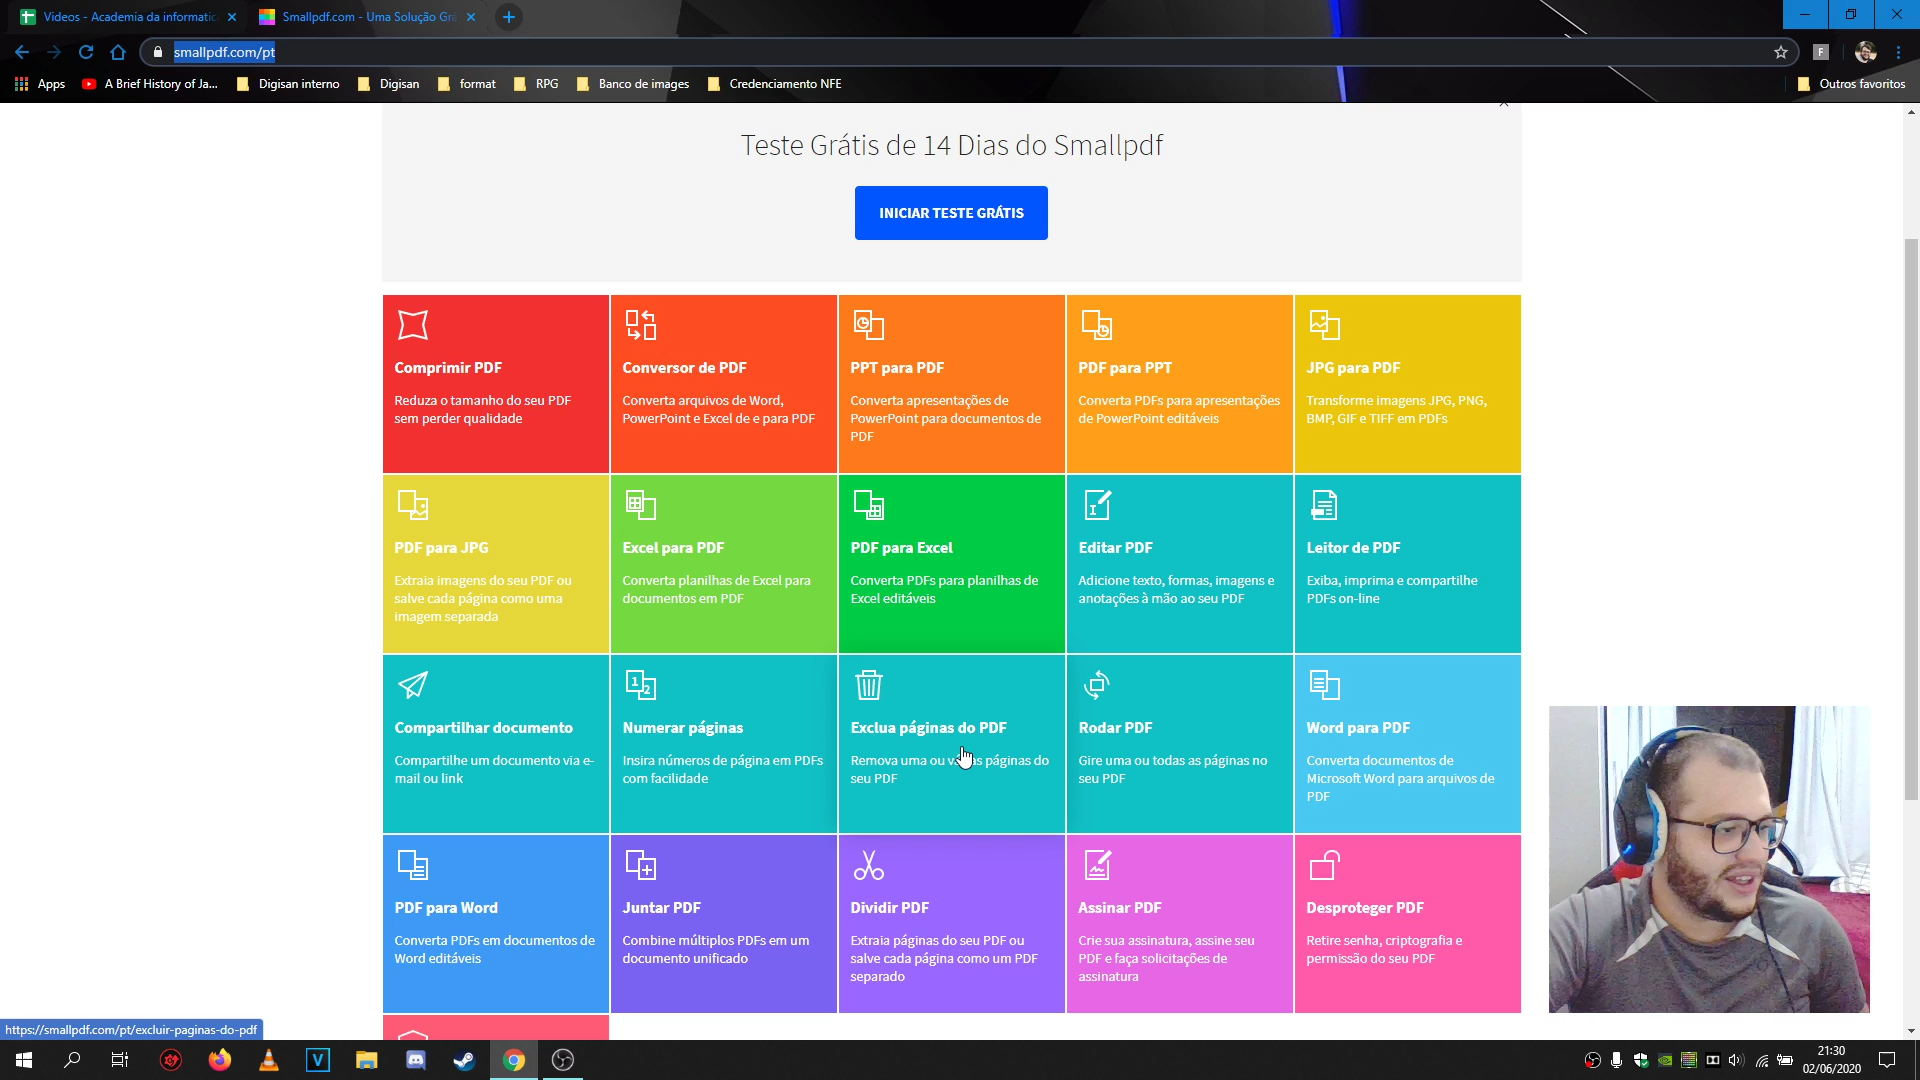 Videos - Academia da informatic
Smallpdf.com - Uma Solução Gra
smallpdf.com/pt
F
Apps
A Brief History of Ja...
Digisan interno
Digisan
format
RPG
Banco de images
Credenciamento NFE
Outros favoritos
Teste Grátis de 14 Dias do Smallpdf
INICIAR TESTE GRÁTIS
Comprimir PDF
Reduza o tamanho do seu PDF
sem perder qualidade
Conversor de PDF
Converta arquivos de Word,
PowerPoint e Excel de e para PDF
PPT para PDF
Converta apresentações de
PowerPoint para documentos de
PDF
PDF para PPT
Converta PDFs para apresentações
de PowerPoint editáveis
JPG para PDF
Transforme imagens JPG, PNG,
BMP, GIF e TIFF em PDFs
PDF para JPG
Extraia imagens do seu PDF ou
salve cada página como uma
imagem separada
Excel para PDF
Converta planilhas de Excel para
documentos em PDF
PDF para Excel
Converta PDFs para planilhas de
Excel editáveis
Editar PDF
Adicione texto, formas, imagens e
anotações à mão ao seu PDF
Leitor de PDF
Exiba, imprima e compartilhe
PDFs on-line
Compartilhar documento
Compartilhe um documento via e-
mail ou link
Numerar páginas
Insira números de página em PDFs
com facilidade
Exclua páginas do PDF
Remova uma ou páginas do
seu PDF
Rodar PDF
Gire uma ou todas as páginas no
seu PDF
Word para PDF
Converta documentos de
Microsoft Word para arquivos de
PDF
PDF para Word
Converta PDFs em documentos de
Word editáveis
Juntar PDF
Combine múltiplos PDFs em um
documento unificado
Dividir PDF
Extraia páginas do seu PDF ou
salve cada página como um PDF
separado
Assinar PDF
Crie sua assinatura, assine seu
PDF e faça solicitações de
assinatura
Desproteger PDF
Retire senha, criptografia e
permissão do seu PDF
https://smallpdf.com/pt/excluir-paginas-do-pdf
V
21:30
02/06/2020